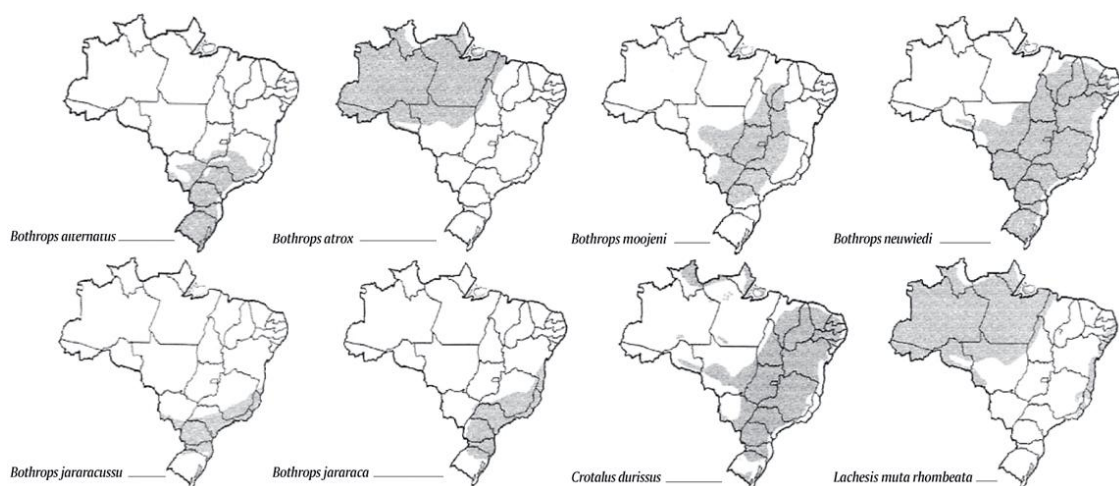 Bothrops alternatus
Bothrops atrox
Bothrops moojeni
Bothrops neuwiedi
Bothrops jararacussu
Bothrops jararaca
Crotalus durissus
Lachesis muta rhombeata